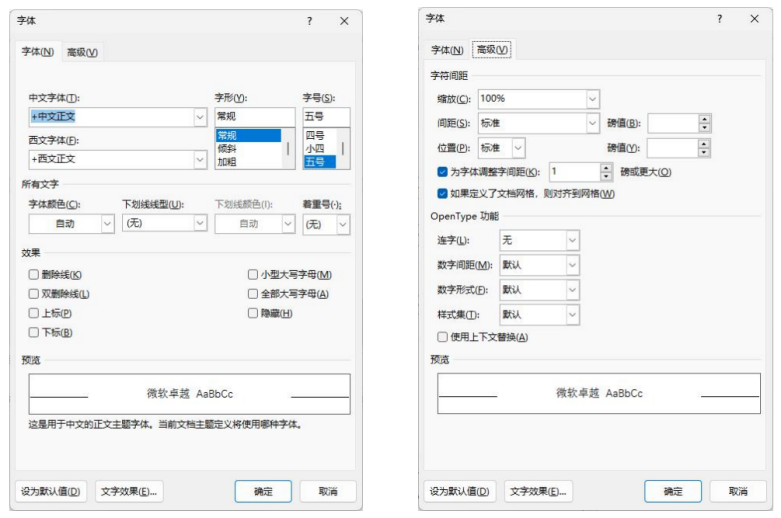 字体 ? ×
字体(N) 高级(V)
中文字体(T): 字形(Y): 字号(S):
+中文正文 常规 五号
常规 四号
西文字体(F): 倾斜 小四
+西文正文 加粗 五号
所有文字
字体颜色(C): 下划线线型(U): 下划线颜色(I): 着重号(·):
自动 (无) 自动 (无)
效果
删除线(K) 小型大写字母(M)
双删除线(L) 全部大写字母(A)
上标(P) 隐藏(H)
下标(B)
预览
微软卓越 AaBbCc
这是用于中文的正文主题字体。当前文档主题定义将使用哪种字体。
设为默认值(D) 文字效果(E)... 确定 取消
字体 ? ×
字体(N) 高级(V)
字符间距
缩放(C): 100%
间距(S): 标准 磅值(B):
位置(P): 标准 磅值(Y):
为字体调整字间距(K): 1 磅或更大(O)
如果定义了文档网格，则对齐到网格(W)
OpenType 功能
连字(L): 无
数字间距(M): 默认
数字形式(F): 默认
样式集(T): 默认
使用上下文替换(A)
预览
微软卓越 AaBbCc
设为默认值(D) 文字效果(E)... 确定 取消